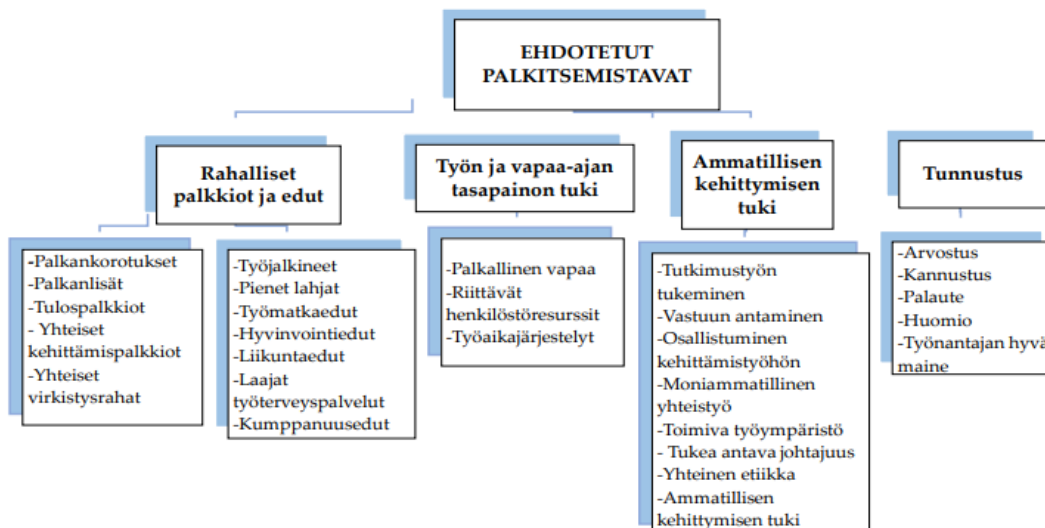 EHDOTETUT
PALKITSEMISTAVAT
Rahalliset
palkkiot ja edut
Työn ja vapaa-ajan
tasapainon tuki
Ammatillisen
kehittymisen
tuki
Tunnustus
-Palkankorotukset
-Palkanlisät
-Tulospalkkiot
- Yhteiset
kehittämispalkkiot
-Yhteiset
virkistysrahat
-Työjalkineet
-Pienet lahjat
-Työmatkaedut
-Hyvinvointiedut
-Liikuntaedut
-Laajat
työterveyspalvelut
-Kumppanuusedut
-Palkallinen vapaa
-Riittävät
henkilöstöresurssit
-Työaikajärjestelyt
-Tutkimustyön
tukeminen
-Vastuun antaminen
-Osallistuminen
kehittämistyöhön
-Moniammatillinen
yhteistyö
-Toimiva työympäristö
- Tukea antava johtajuus
-Yhteinen etiikka
-Ammatillisen
kehittymisen tuki
-Arvostus
-Kannustus
-Palaute
-Huomio
-Työnantajan hyvä
maine